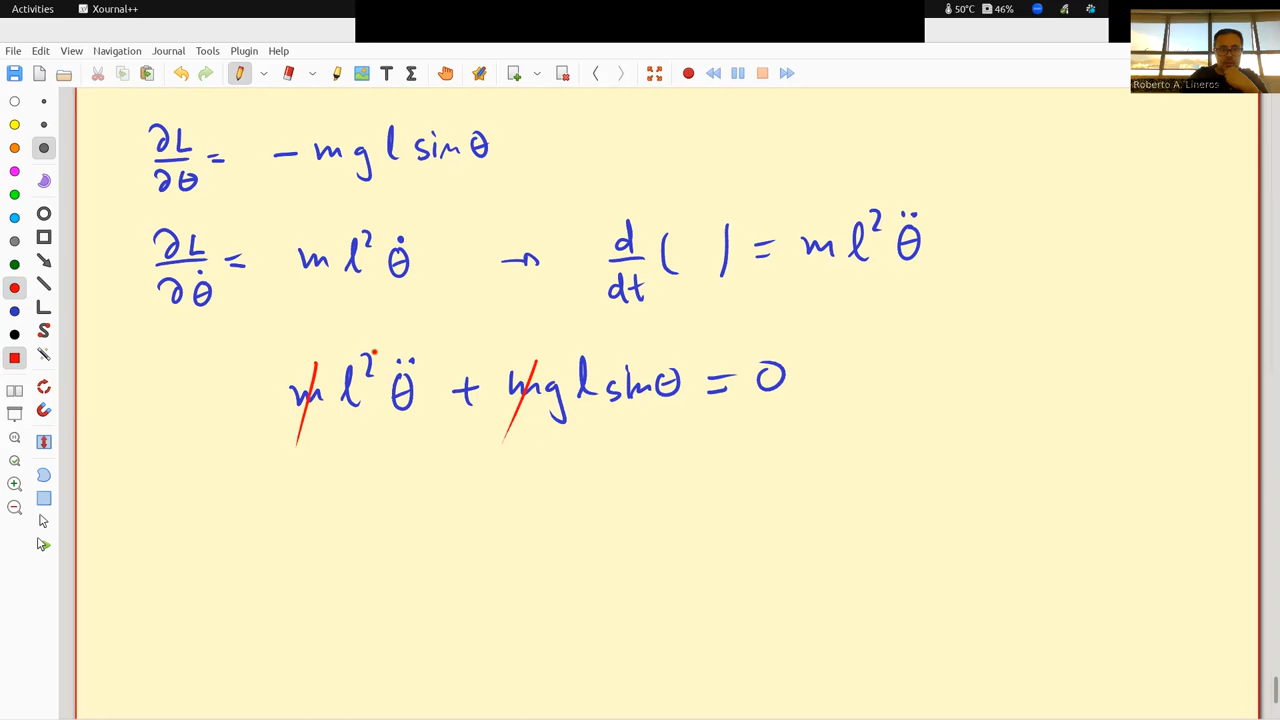 Activities Xournal++ 50°C 46%
File Edit View Navigation Journal Tools Plugin Help
Roberto A. Lineros
∂L/∂θ = - m g l sin θ
∂L/∂θ̇ = m l² θ̇ → d/dt ( ) = m l² θ̈
m l² θ̈ + m g l sin θ = 0